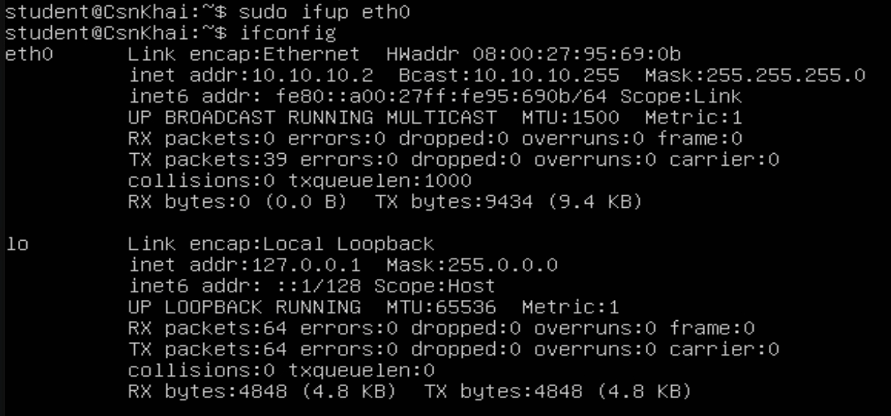 student@CsnKhai:~$ sudo ifup eth0
student@CsnKhai:~$ ifconfig
eth0      Link encap:Ethernet  HWaddr 08:00:27:95:69:0b
          inet addr:10.10.10.2  Bcast:10.10.10.255  Mask:255.255.255.0
          inet6 addr: fe80::a00:27ff:fe95:690b/64 Scope:Link
          UP BROADCAST RUNNING MULTICAST  MTU:1500  Metric:1
          RX packets:0 errors:0 dropped:0 overruns:0 frame:0
          TX packets:39 errors:0 dropped:0 overruns:0 carrier:0
          collisions:0 txqueuelen:1000
          RX bytes:0 (0.0 B)  TX bytes:9434 (9.4 KB)

lo        Link encap:Local Loopback
          inet addr:127.0.0.1  Mask:255.0.0.0
          inet6 addr: ::1/128 Scope:Host
          UP LOOPBACK RUNNING  MTU:65536  Metric:1
          RX packets:64 errors:0 dropped:0 overruns:0 frame:0
          TX packets:64 errors:0 dropped:0 overruns:0 carrier:0
          collisions:0 txqueuelen:0
          RX bytes:4848 (4.8 KB)  TX bytes:4848 (4.8 KB)